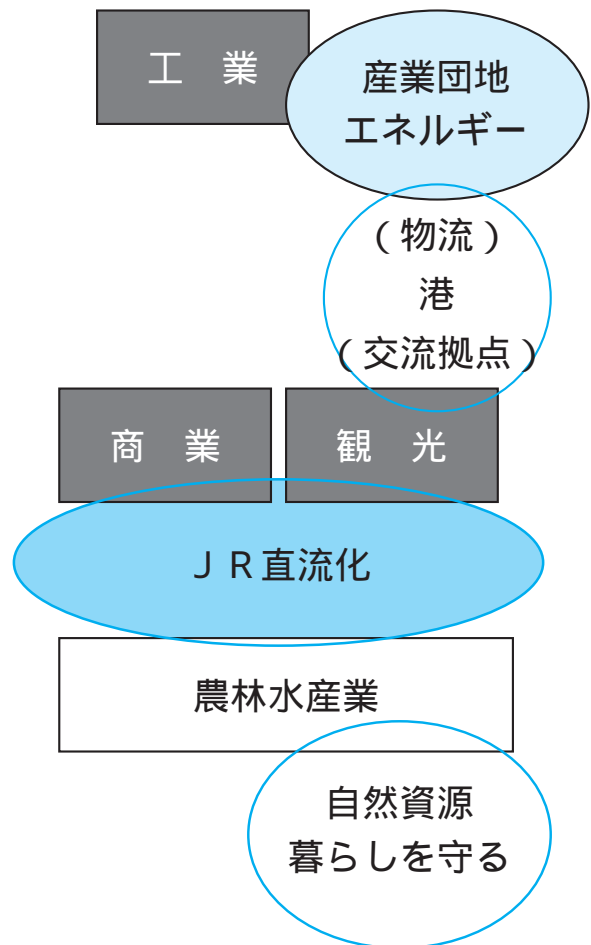 工　業
産業団地
エネルギー
（物流）
港
（交流拠点）
商　業
観　光
ＪＲ直流化
農林水産業
自然資源
暮らしを守る